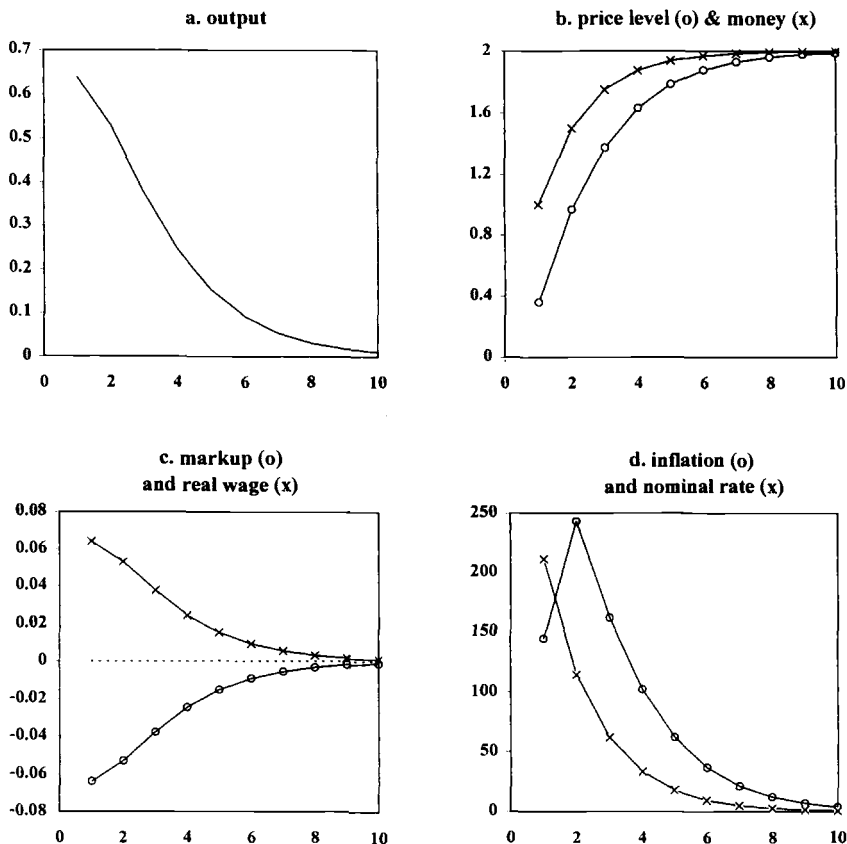 a. output
0.7
0.6
0.5
0.4
0.3
0.2
0.1
0
0 2 4 6 8 10
b. price level (o) & money (x)
2
1.6
1.2
0.8
0.4
0
0 2 4 6 8 10
c. markup (o)
and real wage (x)
0.08
0.06
0.04
0.02
0
-0.02
-0.04
-0.06
-0.08
0 2 4 6 8 10
d. inflation (o)
and nominal rate (x)
250
200
150
100
50
0
0 2 4 6 8 10